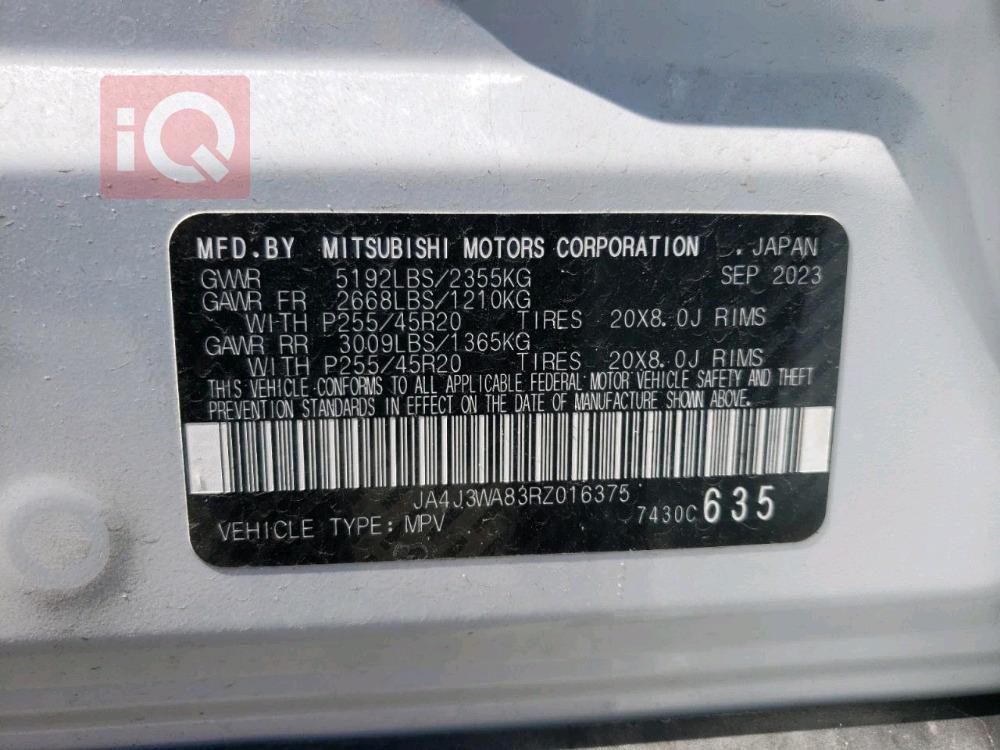 iQ
MFD.BY MITSUBISHI MOTORS CORPORATION . JAPAN
GVWR 5192LBS/2355KG SEP 2023
GAWR FR 2668LBS/1210KG
WITH P255/45R20 TIRES 20X8.0J RIMS
GAWR RR 3009LBS/1365KG
WITH P255/45R20 TIRES 20X8.0J RIMS
THIS VEHICLE CONFORMS TO ALL APPLICABLE FEDERAL MOTOR VEHICLE SAFETY AND THEFT
PREVENTION STANDARDS IN EFFECT ON THE DATE OF MANUFACTURE SHOWN ABOVE.
JA4J3WA83RZ016375
VEHICLE TYPE: MPV 7430C 635